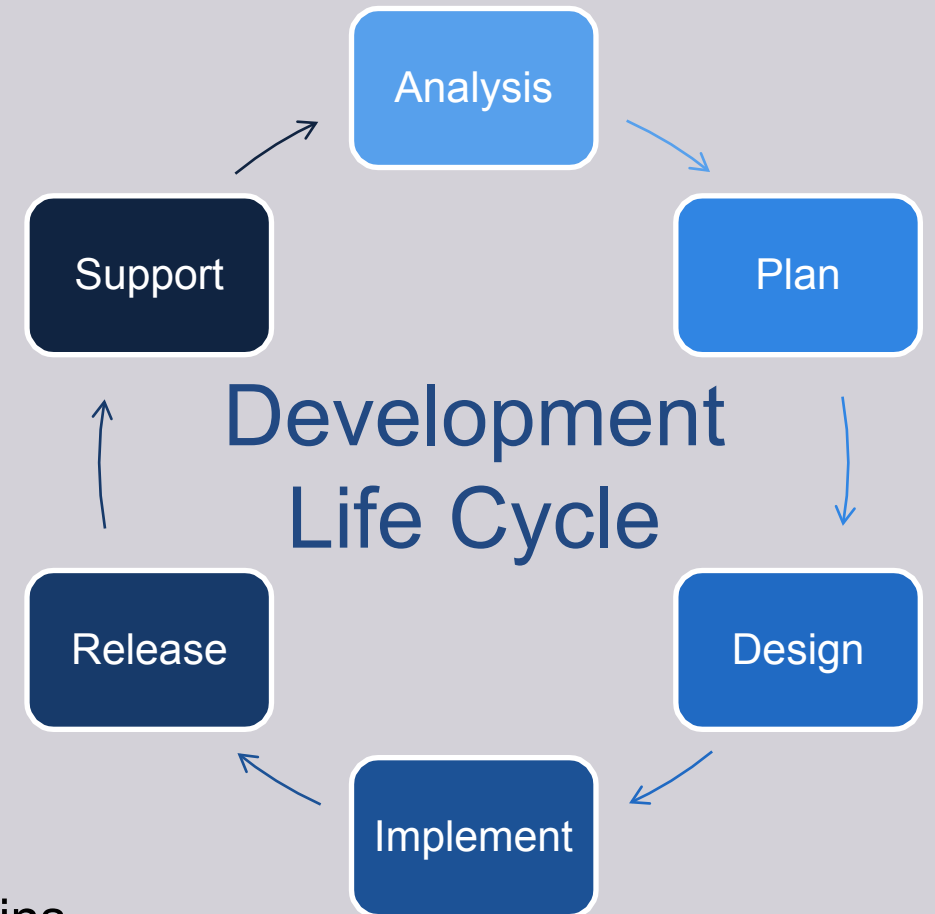 Analysis
Support
Plan
Development
Life Cycle
Release
Design
Implement